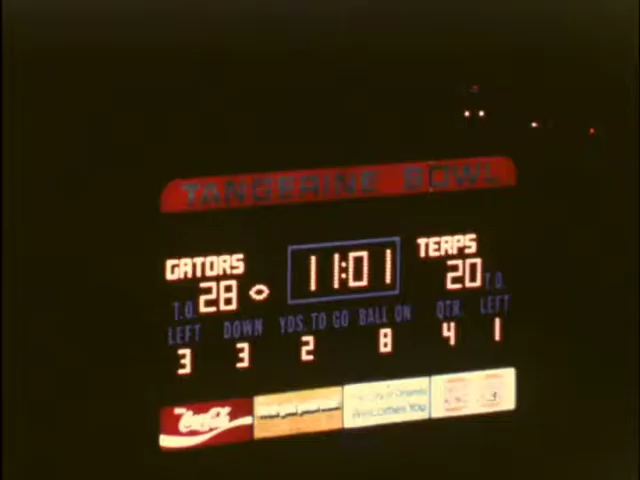 TANGERINE BOWL
GATORS 11:01 TERPS
28 20
T.O. LEFT DOWN YDS. TO GO BALL ON QTR. T.O. LEFT
3 3 2 8 4 1
Coca-Cola
Welcomes You